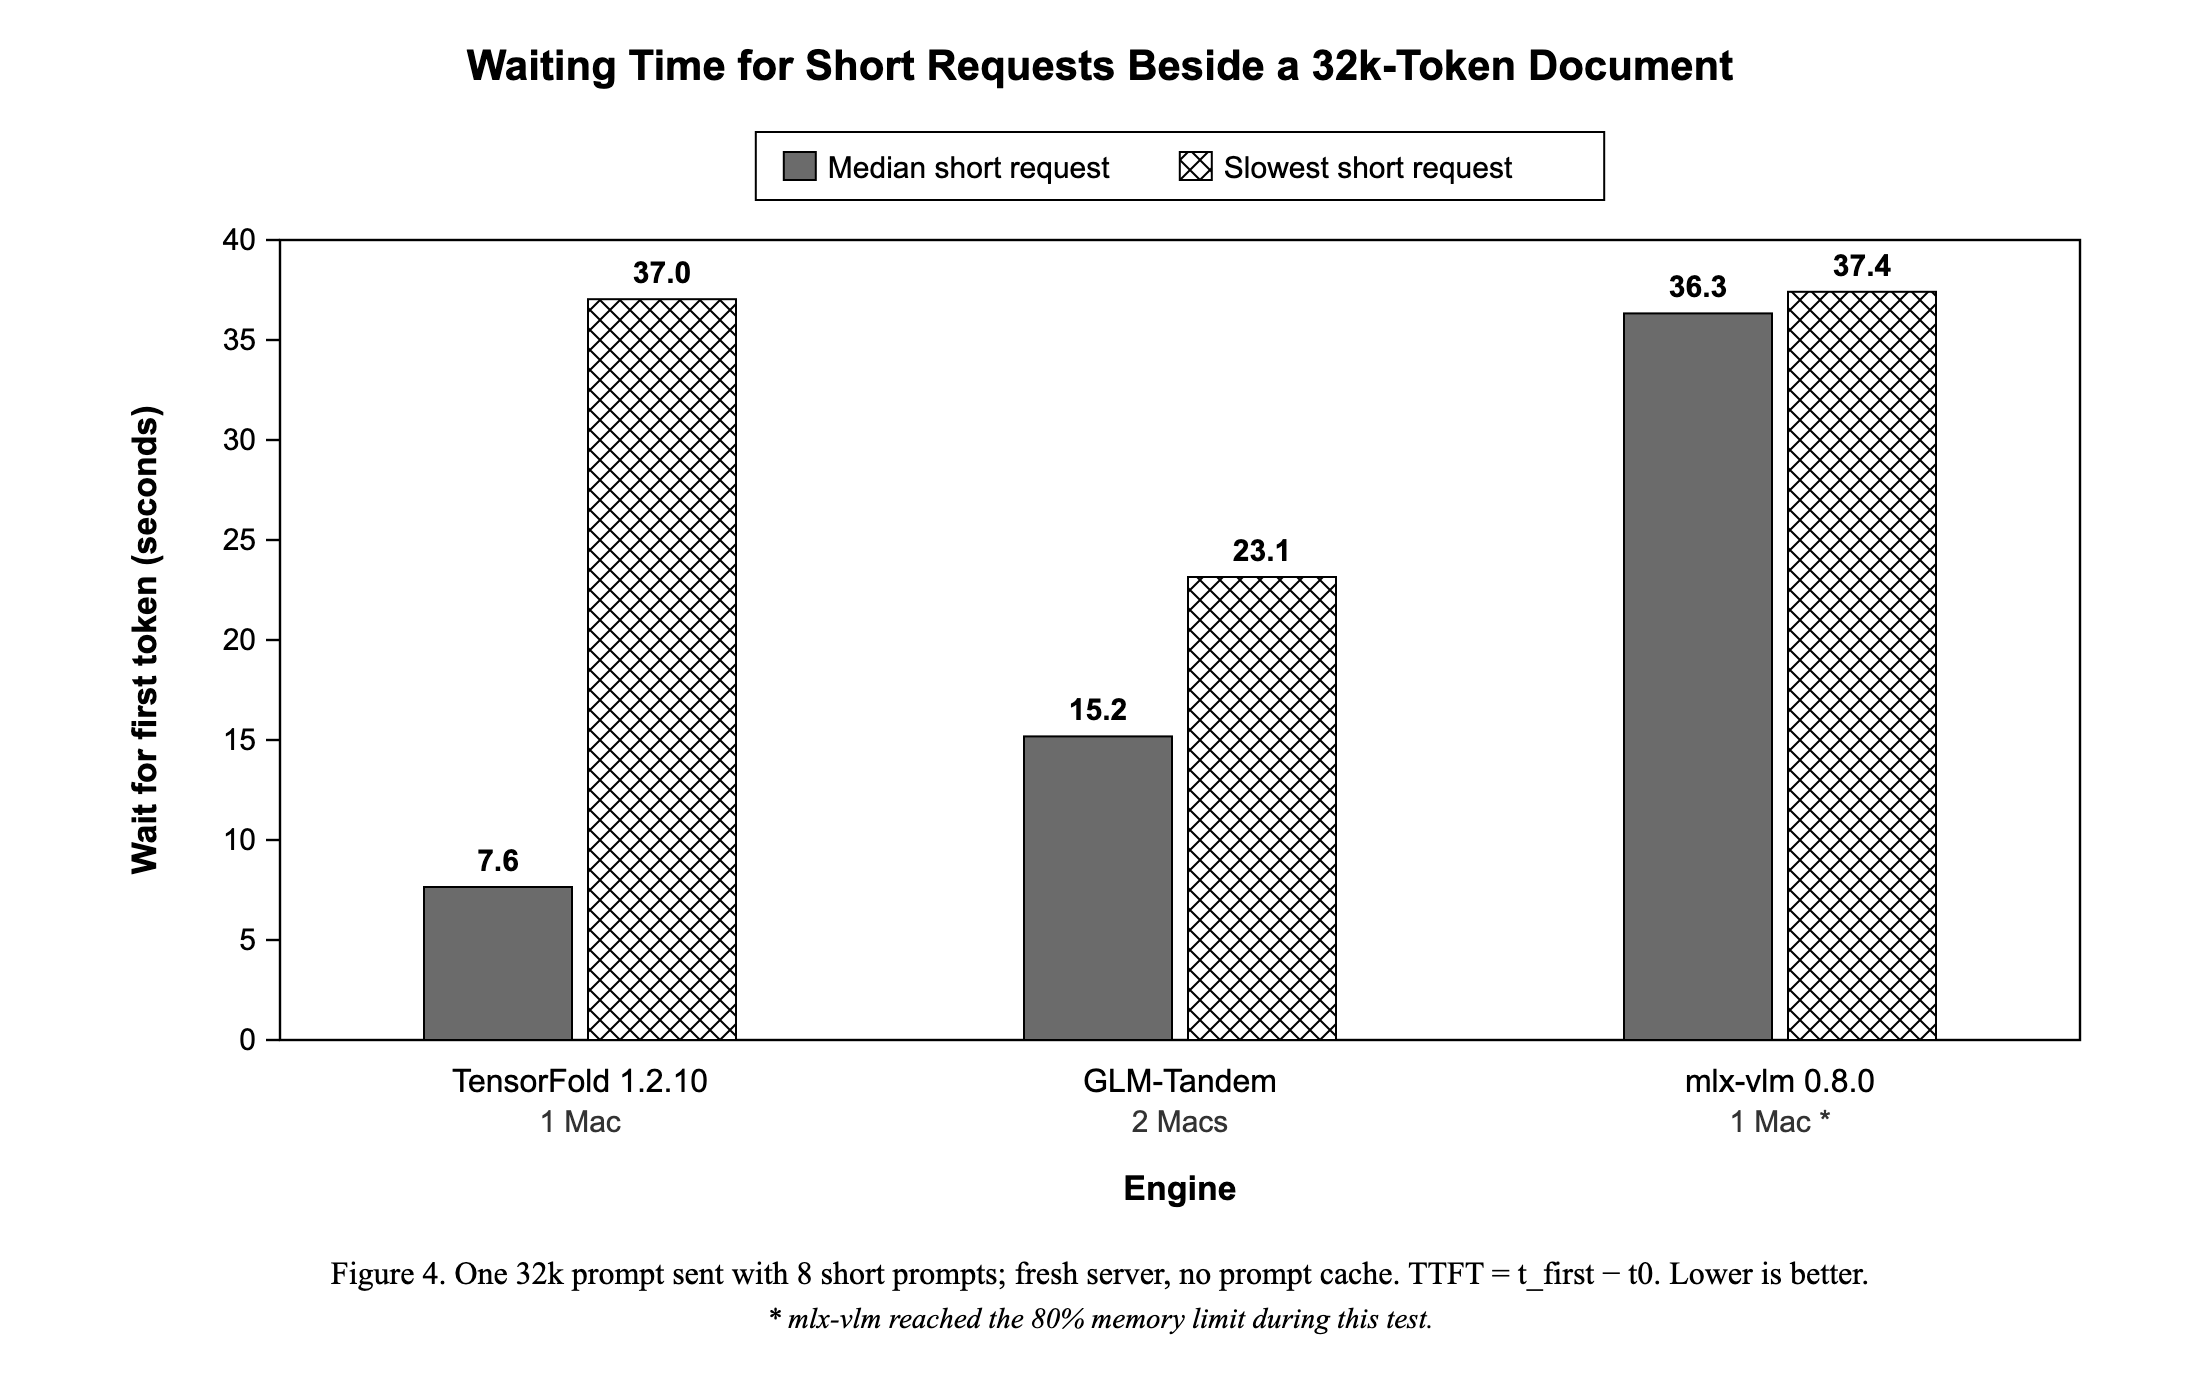 Waiting Time for Short Requests Beside a 32k-Token Document
Median short request
Slowest short request
Wait for first token (seconds)
40
35
30
25
20
15
10
5
0
7.6
37.0
15.2
23.1
36.3
37.4
TensorFold 1.2.10
1 Mac
GLM-Tandem
2 Macs
mlx-vlm 0.8.0
1 Mac *
Engine
Figure 4. One 32k prompt sent with 8 short prompts; fresh server, no prompt cache. TTFT = t_first − t0. Lower is better.
* mlx-vlm reached the 80% memory limit during this test.